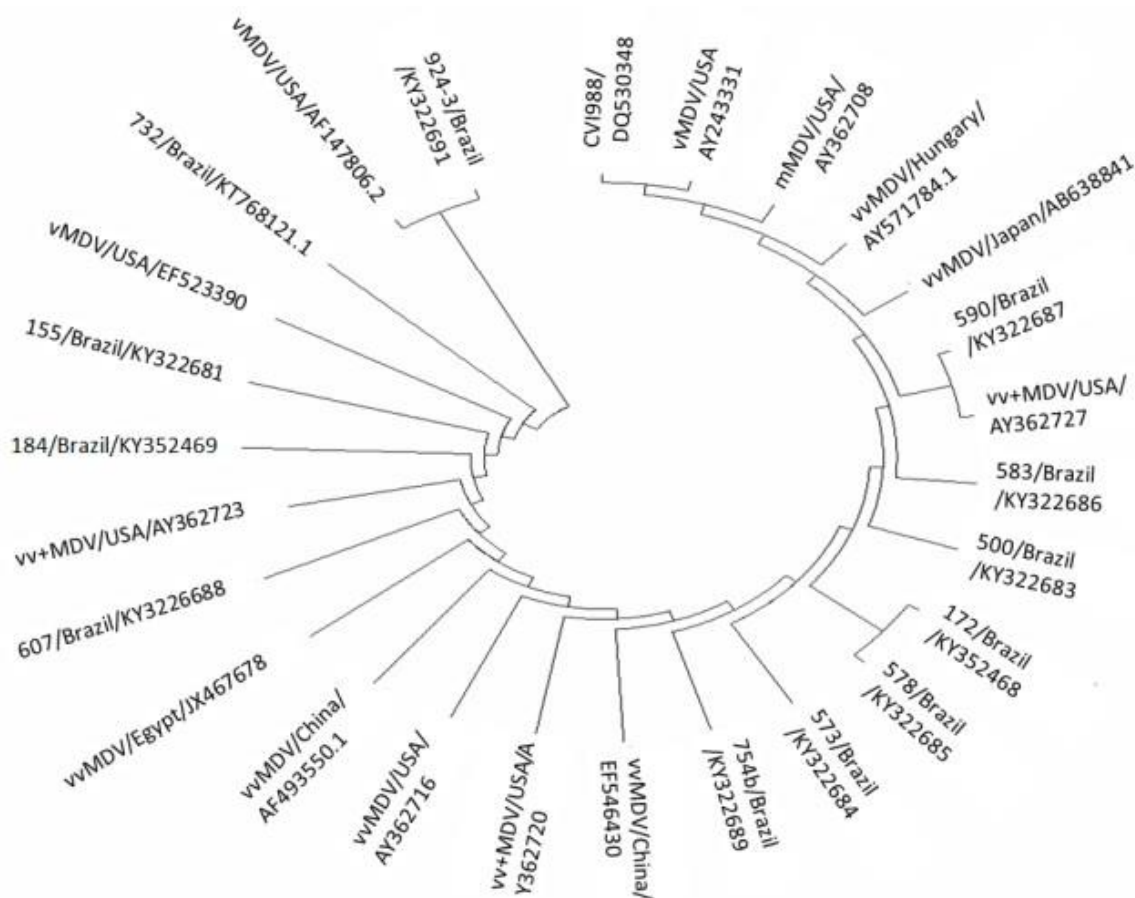 vMDV/USA/AF147806.2
924-3/Brazil
/KY322691
CVI988/
DQ530348
vMDV/USA
AY243331
mMDV/USA/
AY362708
vvMDV/Hungary/
AY571784.1
vvMDV/Japan/AB638841
590/Brazil
/KY322687
vv+MDV/USA/
AY362727
583/Brazil
/KY322686
500/Brazil
/KY322683
172/Brazil
/KY352468
578/Brazil
/KY322685
573/Brazil
/KY322684
754b/Brazil
/KY322689
vvMDV/China/
EF546430
vv+MDV/USA/A
Y362720
vvMDV/USA/
AY362716
vvMDV/China/
AF493550.1
vvMDV/Egypt/JX467678
607/Brazil/KY3226688
vv+MDV/USA/AY362723
184/Brazil/KY352469
155/Brazil/KY322681
vMDV/USA/EF523390
732/Brazil/KT768121.1